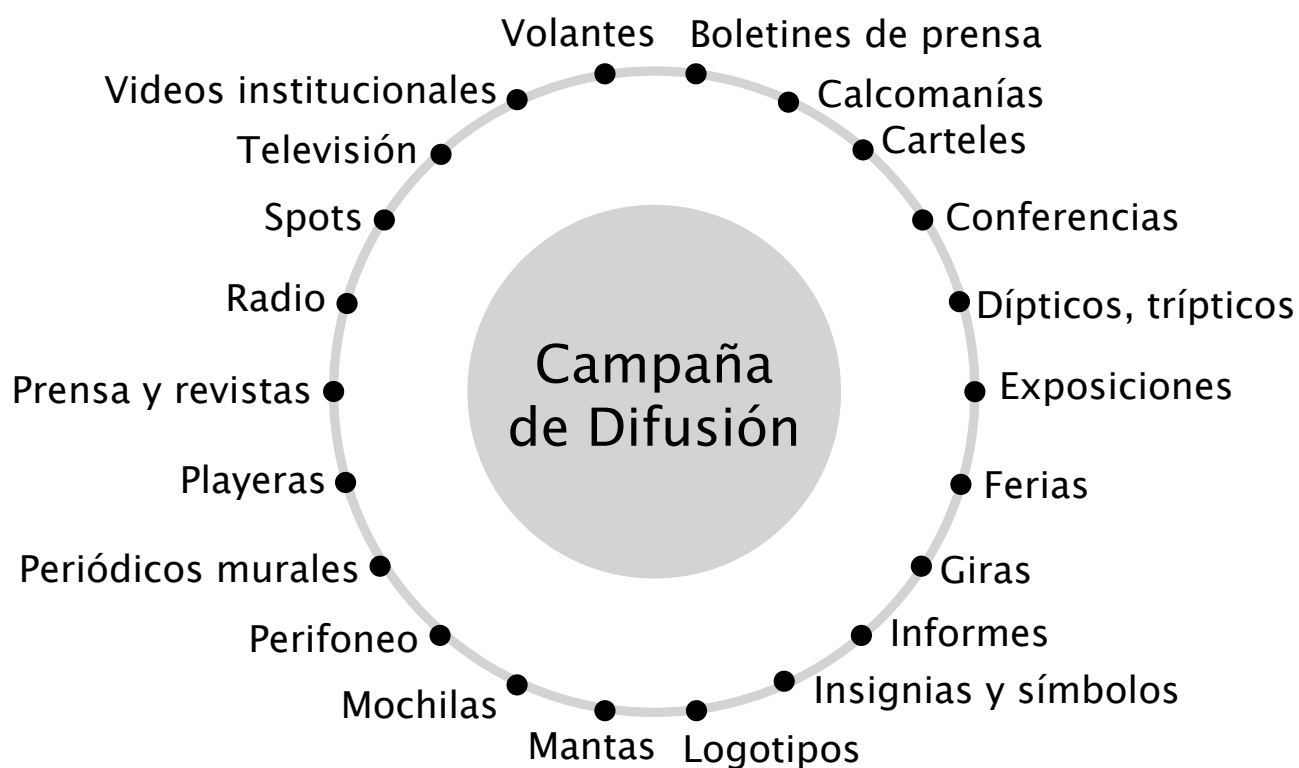 Volantes
Boletines de prensa
Videos institucionales
Calcomanías
Carteles
Televisión
Spots
Conferencias
Radio
Dípticos, trípticos
Campaña
de Difusión
Prensa y revistas
Exposiciones
Playeras
Ferias
Periódicos murales
Giras
Perifoneo
Informes
Mochilas
Insignias y símbolos
Mantas
Logotipos